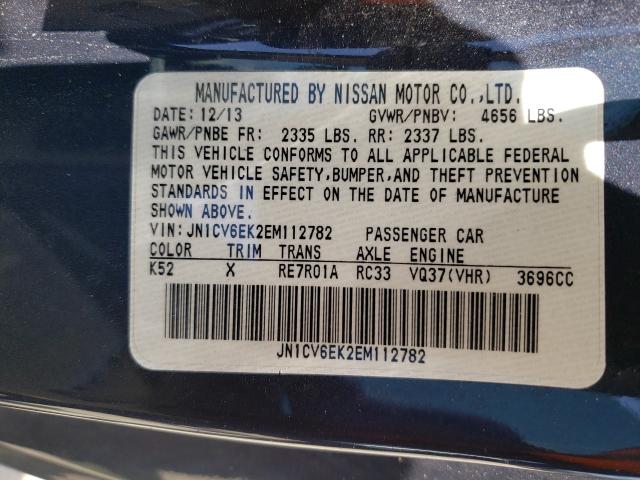 MANUFACTURED BY NISSAN MOTOR CO.,LTD.
DATE: 12/13 GVWR/PNBV: 4656 LBS.
GAWR/PNBE FR: 2335 LBS. RR: 2337 LBS.
THIS VEHICLE CONFORMS TO ALL APPLICABLE FEDERAL
MOTOR VEHICLE SAFETY,BUMPER,AND THEFT PREVENTION
STANDARDS IN EFFECT ON THE DATE OF MANUFACTURE
SHOWN ABOVE.
VIN:JN1CV6EK2EM112782 PASSENGER CAR
COLOR TRIM TRANS AXLE ENGINE
K52 X RE7R01A RC33 VQ37(VHR) 3696CC
JN1CV6EK2EM112782